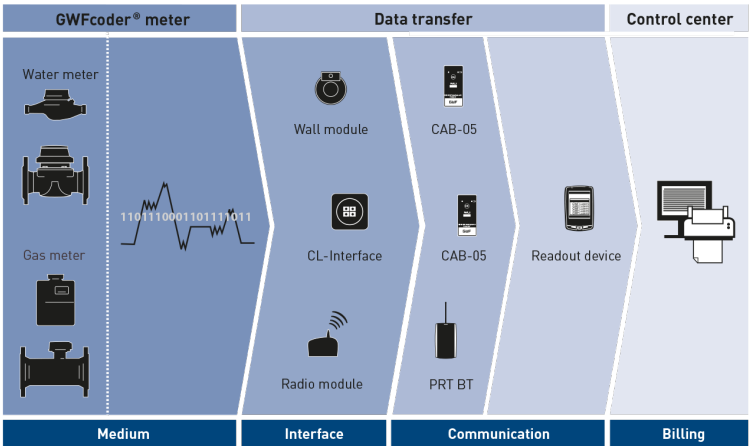 GWFcoder® meter
Data transfer
Control center
Water meter
Gas meter
11011100011011111011
Wall module
CL-Interface
Radio module
CAB-05
CAB-05
PRT BT
Readout device
Medium
Interface
Communication
Billing